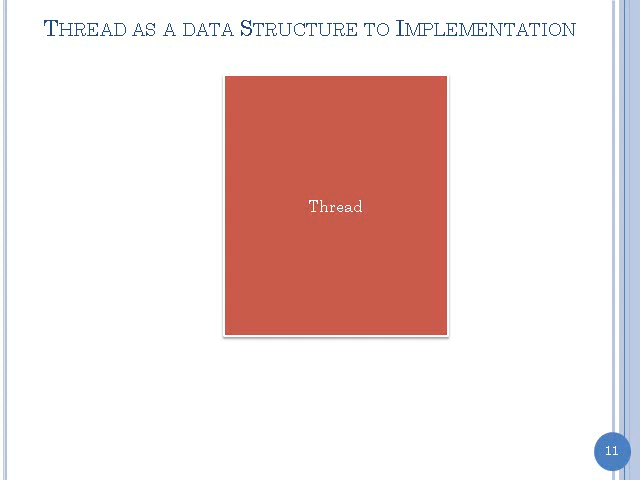 THREAD AS A DATA STRUCTURE TO IMPLEMENTATION
Thread
11